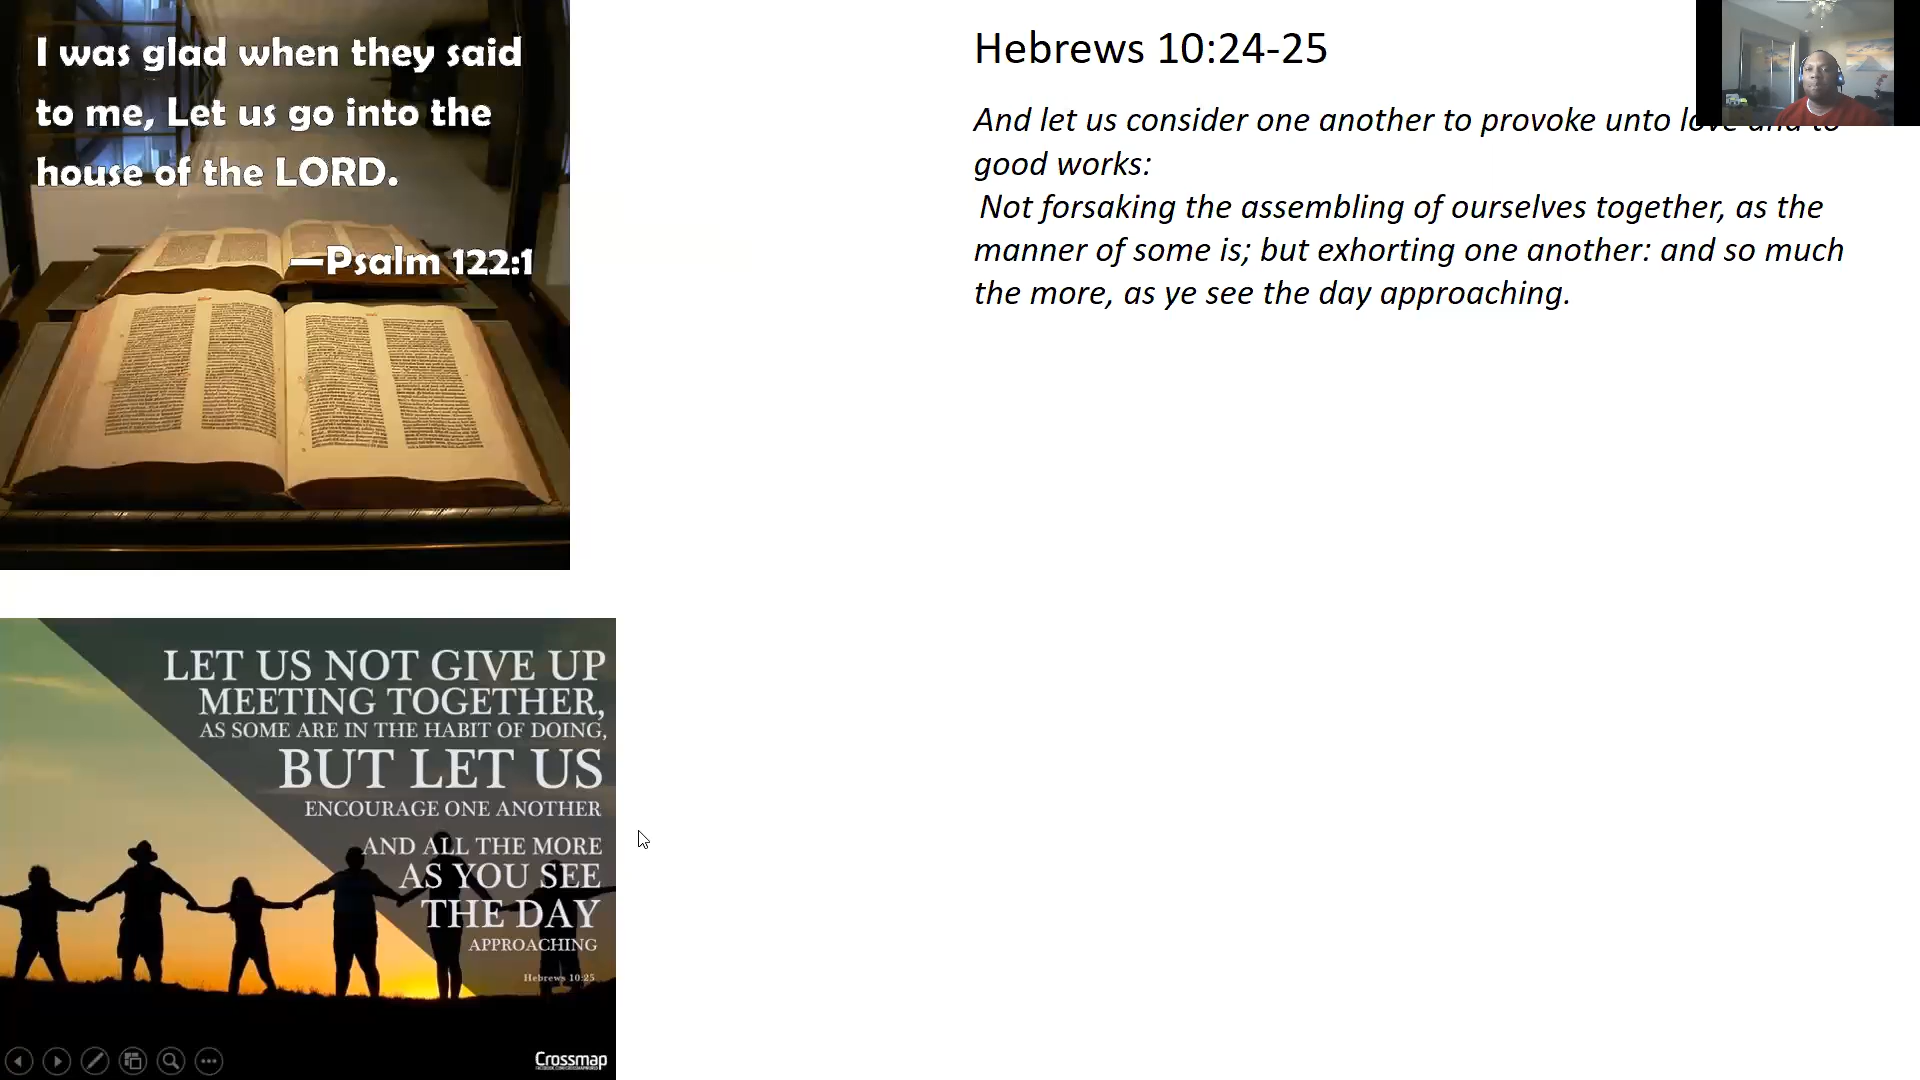 I was glad when they said
to me, Let us go into the
house of the LORD.
—Psalm 122:1
Hebrews 10:24-25
And let us consider one another to provoke unto love and to
good works:
Not forsaking the assembling of ourselves together, as the
manner of some is; but exhorting one another: and so much
the more, as ye see the day approaching.
LET US NOT GIVE UP
MEETING TOGETHER,
AS SOME ARE IN THE HABIT OF DOING,
BUT LET US
ENCOURAGE ONE ANOTHER
AND ALL THE MORE
AS YOU SEE
THE DAY
APPROACHING
Hebrews 10:25
Crossmap